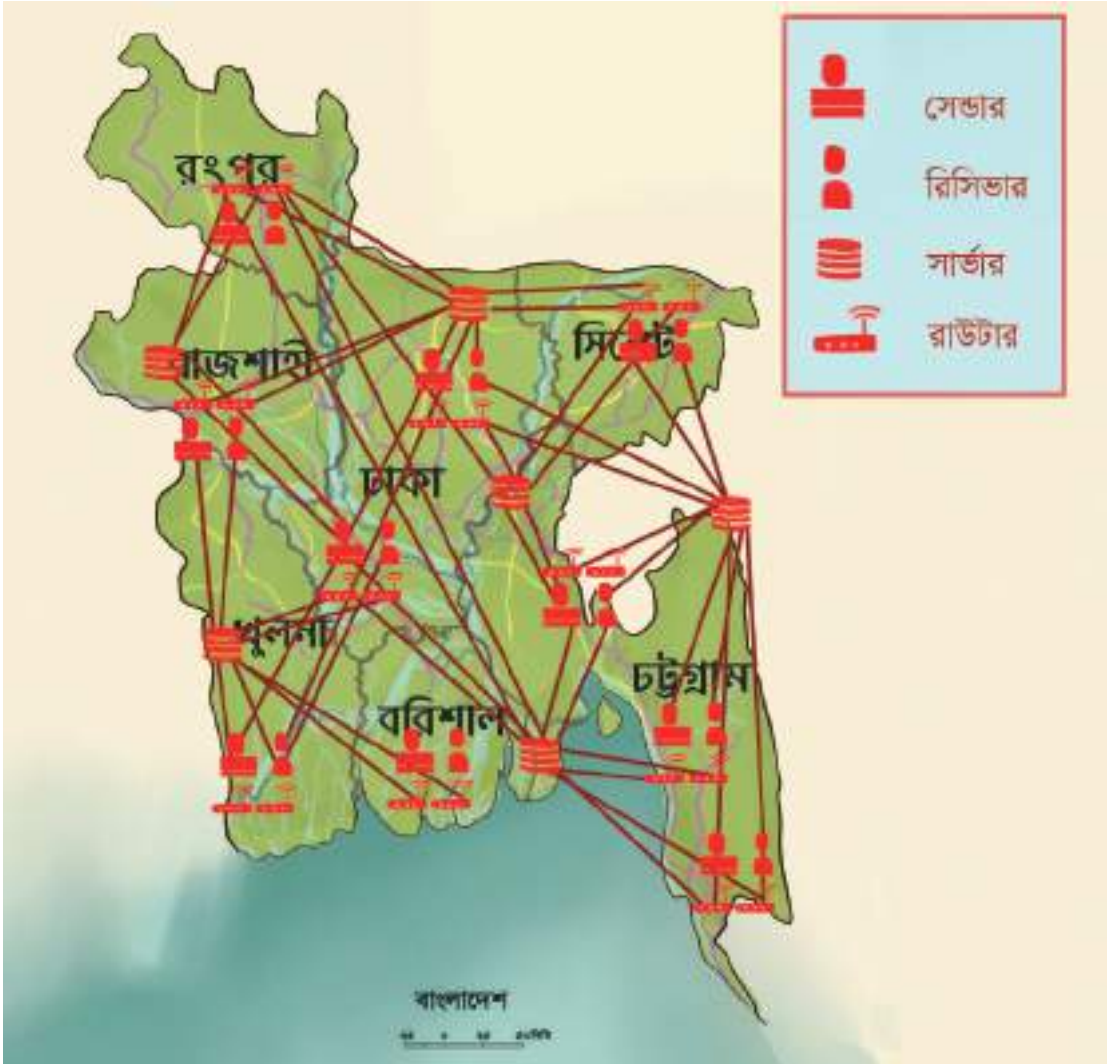 সেন্ডার
রিসিভার
সার্ভার
রাউটার
রংপুর
রাজশাহী
সিলেট
ঢাকা
খুলনা
চট্টগ্রাম
বরিশাল
বাংলাদেশ